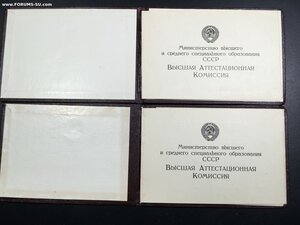 www.FORUMS-SU.com
Министерство высшего
и среднего специального образования
СССР
Высшая Аттестационная
Комиссия
Министерство высшего
и среднего специального образования
СССР
Высшая Аттестационная
Комиссия